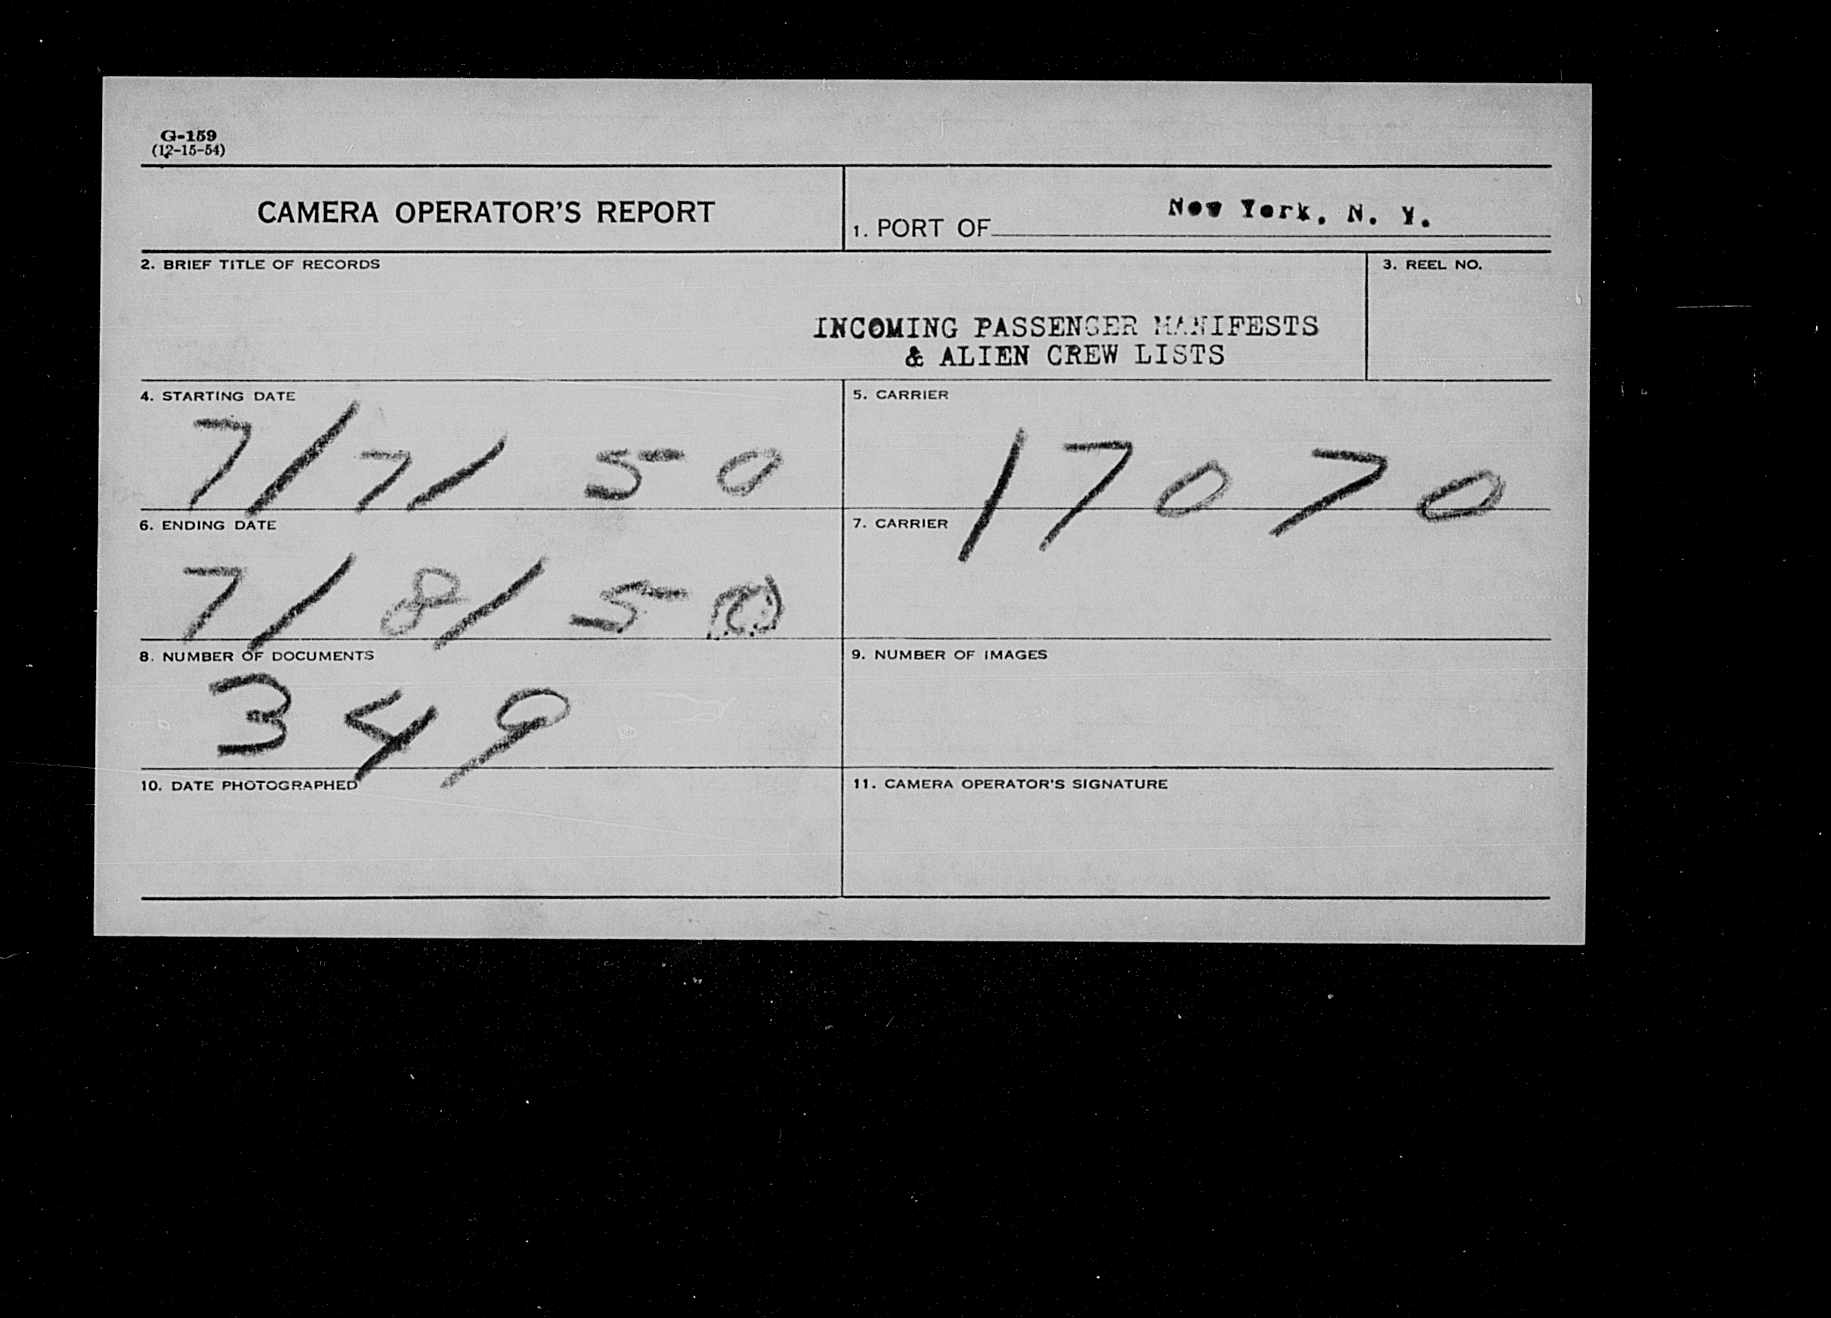 G-159
(12-15-54)
CAMERA OPERATOR'S REPORT
1. PORT OF New York, N. Y.
2. BRIEF TITLE OF RECORDS
3. REEL NO.
INCOMING PASSENGER MANIFESTS
& ALIEN CREW LISTS
4. STARTING DATE
7/7/50
5. CARRIER
17070
6. ENDING DATE
7/8/50
7. CARRIER
8. NUMBER OF DOCUMENTS
349
9. NUMBER OF IMAGES
10. DATE PHOTOGRAPHED
11. CAMERA OPERATOR'S SIGNATURE